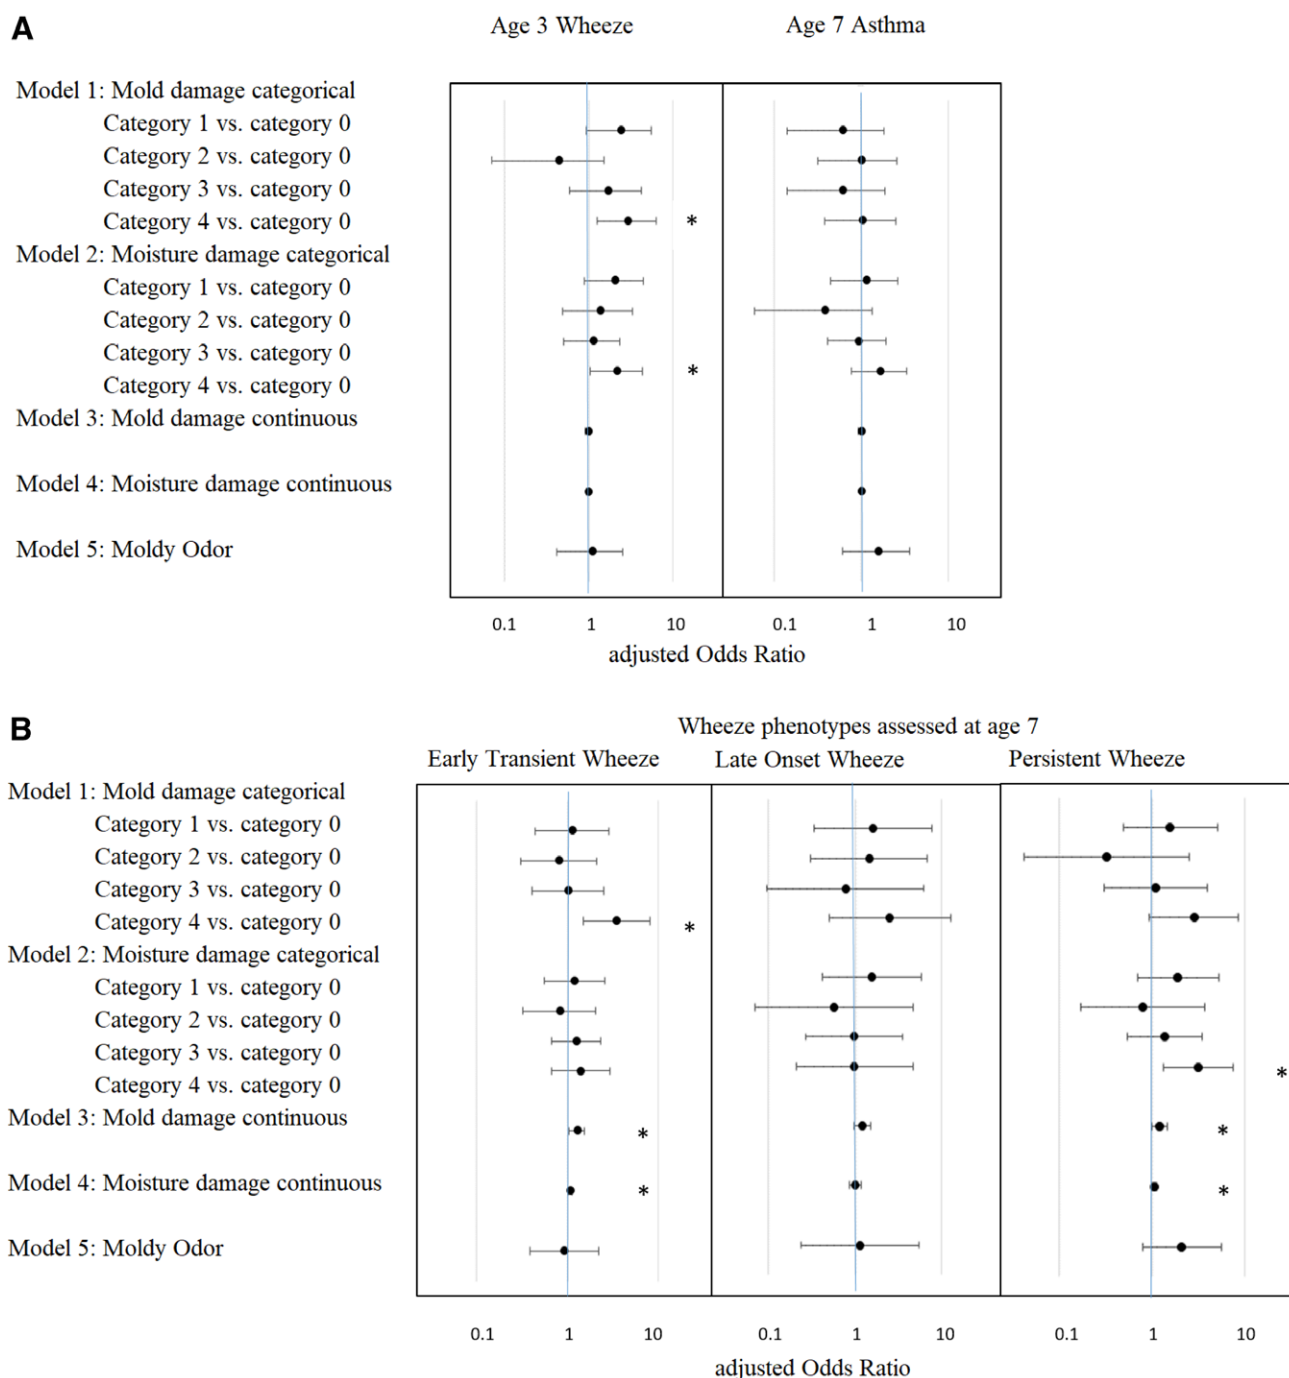 A
Age 3 Wheeze Age 7 Asthma
Model 1: Mold damage categorical
Category 1 vs. category 0
Category 2 vs. category 0
Category 3 vs. category 0
Category 4 vs. category 0 *
Model 2: Moisture damage categorical
Category 1 vs. category 0
Category 2 vs. category 0
Category 3 vs. category 0
Category 4 vs. category 0 *
Model 3: Mold damage continuous
Model 4: Moisture damage continuous
Model 5: Moldy Odor
0.1 1 10 0.1 1 10
adjusted Odds Ratio
B
Wheeze phenotypes assessed at age 7
Early Transient Wheeze Late Onset Wheeze Persistent Wheeze
Model 1: Mold damage categorical
Category 1 vs. category 0
Category 2 vs. category 0
Category 3 vs. category 0
Category 4 vs. category 0 *
Model 2: Moisture damage categorical
Category 1 vs. category 0
Category 2 vs. category 0
Category 3 vs. category 0
Category 4 vs. category 0 *
Model 3: Mold damage continuous * *
Model 4: Moisture damage continuous * *
Model 5: Moldy Odor
0.1 1 10 0.1 1 10 0.1 1 10
adjusted Odds Ratio